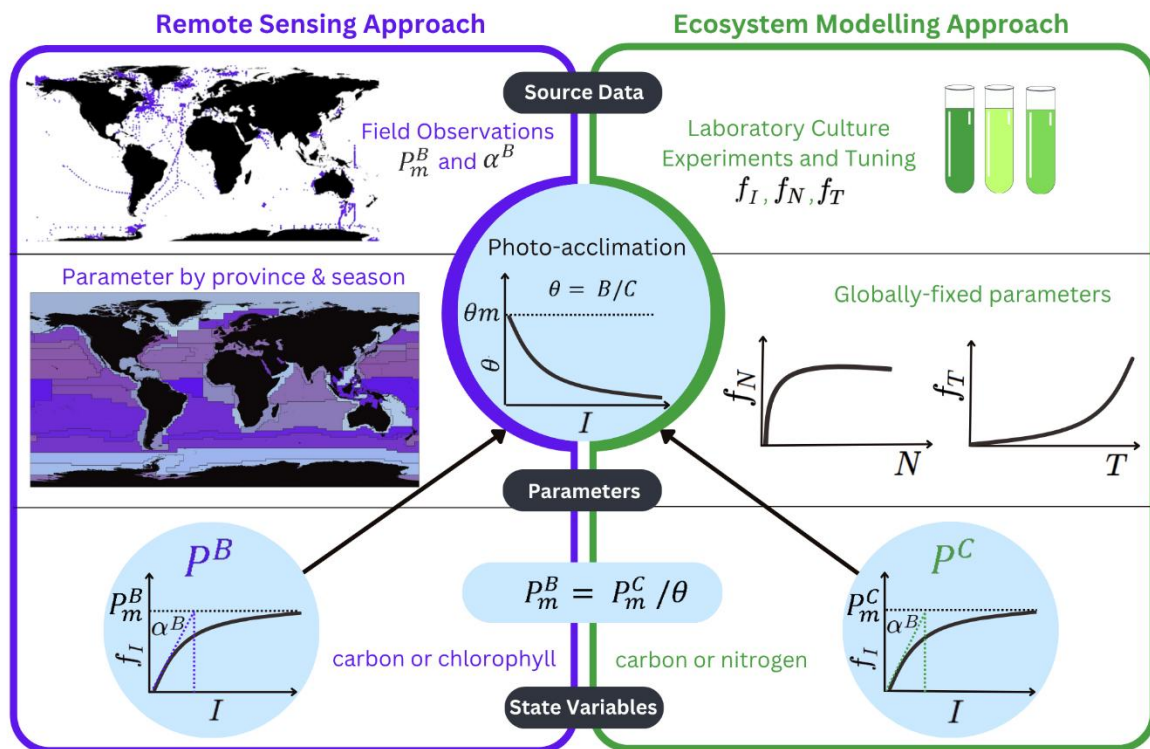 Remote Sensing Approach
Ecosystem Modelling Approach
Source Data
Field Observations
P_m^B and α^B
Laboratory Culture
Experiments and Tuning
f_I, f_N, f_T
Photo-acclimation
θ = B/C
θm
θ
I
Parameter by province & season
Globally-fixed parameters
f_N
N
f_T
T
Parameters
P^B
P_m^B
α^B
f_I
I
P_m^B = P_m^C /θ
P^C
P_m^C
α^B
f_I
I
carbon or chlorophyll
carbon or nitrogen
State Variables